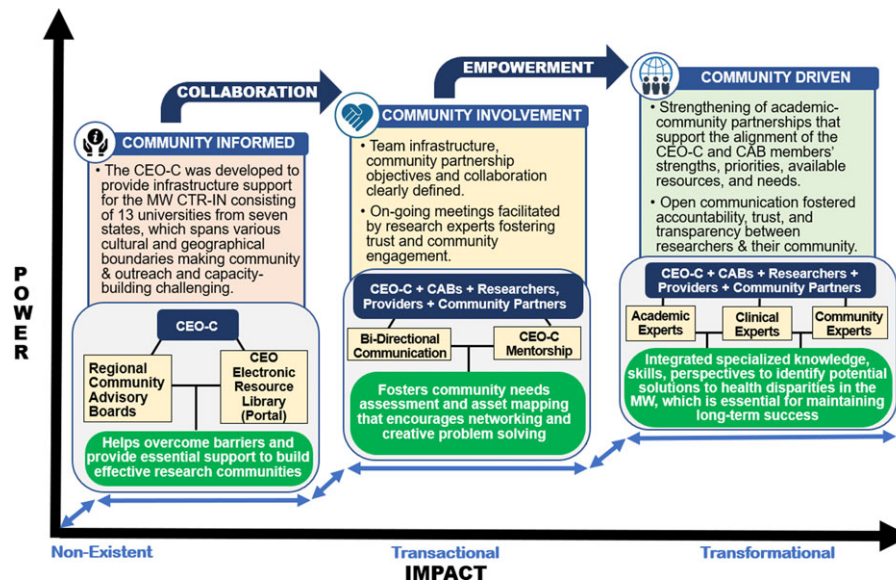 COLLABORATION
EMPOWERMENT
COMMUNITY INFORMED
• The CEO-C was developed to
provide infrastructure support
for the MW CTR-IN consisting
of 13 universities from seven
states, which spans various
cultural and geographical
boundaries making community
& outreach and capacity-
building challenging.
CEO-C
Regional
Community
Advisory
Boards
CEO
Electronic
Resource
Library
(Portal)
Helps overcome barriers and
provide essential support to build
effective research communities
COMMUNITY INVOLVEMENT
• Team infrastructure,
community partnership
objectives and collaboration
clearly defined.
• On-going meetings facilitated
by research experts fostering
trust and community
engagement.
CEO-C + CABs + Researchers,
Providers + Community Partners
Bi-Directional
Communication
CEO-C
Mentorship
Fosters community needs
assessment and asset mapping
that encourages networking and
creative problem solving
COMMUNITY DRIVEN
• Strengthening of academic-
community partnerships that
support the alignment of the
CEO-C and CAB members'
strengths, priorities, available
resources, and needs.
• Open communication fostered
accountability, trust, and
transparency between
researchers & their community.
CEO-C + CABs + Researchers +
Providers + Community Partners
Academic
Experts
Clinical
Experts
Community
Experts
Integrated specialized knowledge,
skills, perspectives to identify potential
solutions to health disparities in the
MW, which is essential for maintaining
long-term success
POWER
Non-Existent
Transactional
Transformational
IMPACT